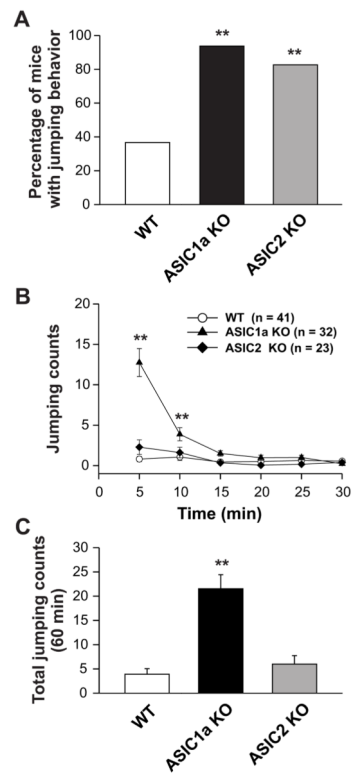 A
Percentage of mice
with jumping behavior
100
80
60
40
20
0
**
**
WT
ASIC1a KO
ASIC2 KO
B
Jumping counts
20
15
10
5
0
**
**
WT (n = 41)
ASIC1a KO (n = 32)
ASIC2 KO (n = 23)
0 5 10 15 20 25 30
Time (min)
C
Total jumping counts
(60 min)
30
25
20
15
10
5
0
**
WT
ASIC1a KO
ASIC2 KO